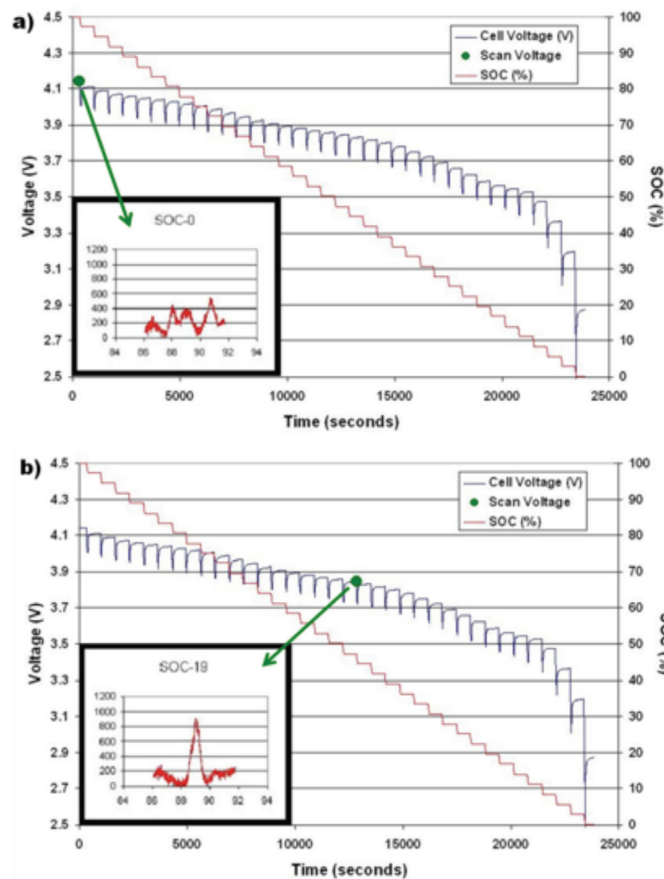 a)
4.5
4.3
4.1
3.9
3.7
3.5
3.3
3.1
2.9
2.7
2.5
Voltage (V)
100
90
80
70
60
50
40
30
20
10
0
SOC (%)
Cell Voltage (V)
Scan Voltage
SOC (%)
SOC-0
1200
1000
800
600
400
200
0
84 86 88 90 92 94
0 5000 10000 15000 20000 25000
Time (seconds)
b)
4.5
4.3
4.1
3.9
3.7
3.5
3.3
3.1
2.9
2.7
2.5
Voltage (V)
100
90
80
70
60
50
40
30
20
10
0
SOC (%)
Cell Voltage (V)
Scan Voltage
SOC (%)
SOC-19
1200
1000
800
600
400
200
0
84 86 88 90 92 94
0 5000 10000 15000 20000 25000
Time (seconds)